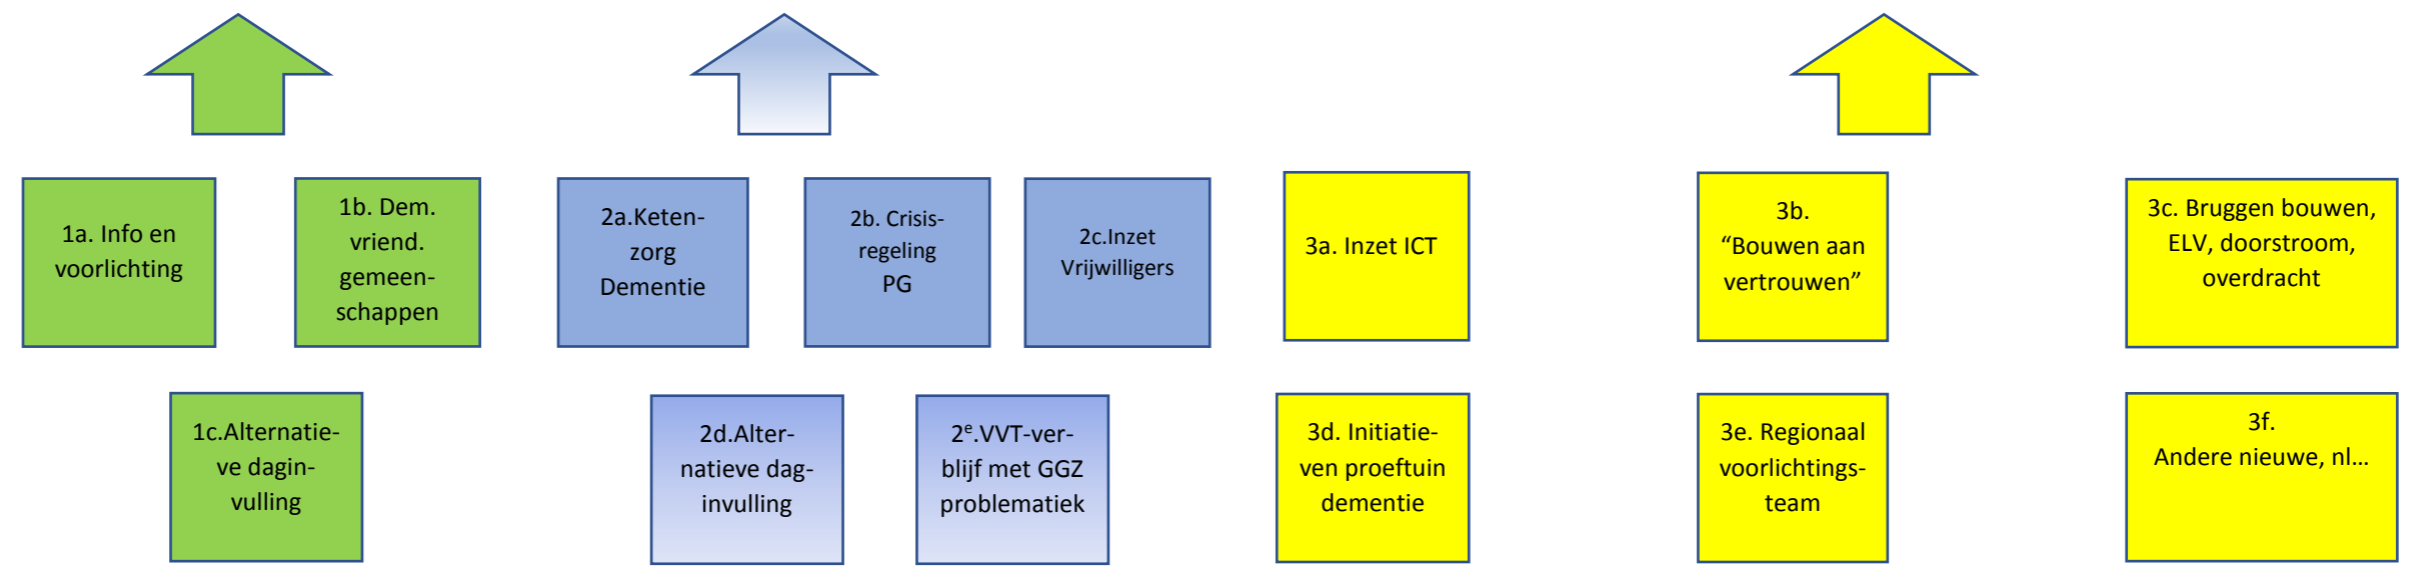 1a. Info en
voorlichting
1b. Dem.
vriend.
gemeen-
schappen
2a.Keten-
zorg
Dementie
2b. Crisis-
regeling
PG
2c.Inzet
Vrijwilligers
3a. Inzet ICT
3b.
“Bouwen aan
vertrouwen”
3c. Bruggen bouwen,
ELV, doorstroom,
overdracht
1c.Alternatie-
ve dagin-
vulling
2d.Alter-
natieve dag-
invulling
2ᵉ.VVT-ver-
blijf met GGZ
problematiek
3d. Initiatie-
ven proeftuin
dementie
3e. Regionaal
voorlichtings-
team
3f.
Andere nieuwe, nl…